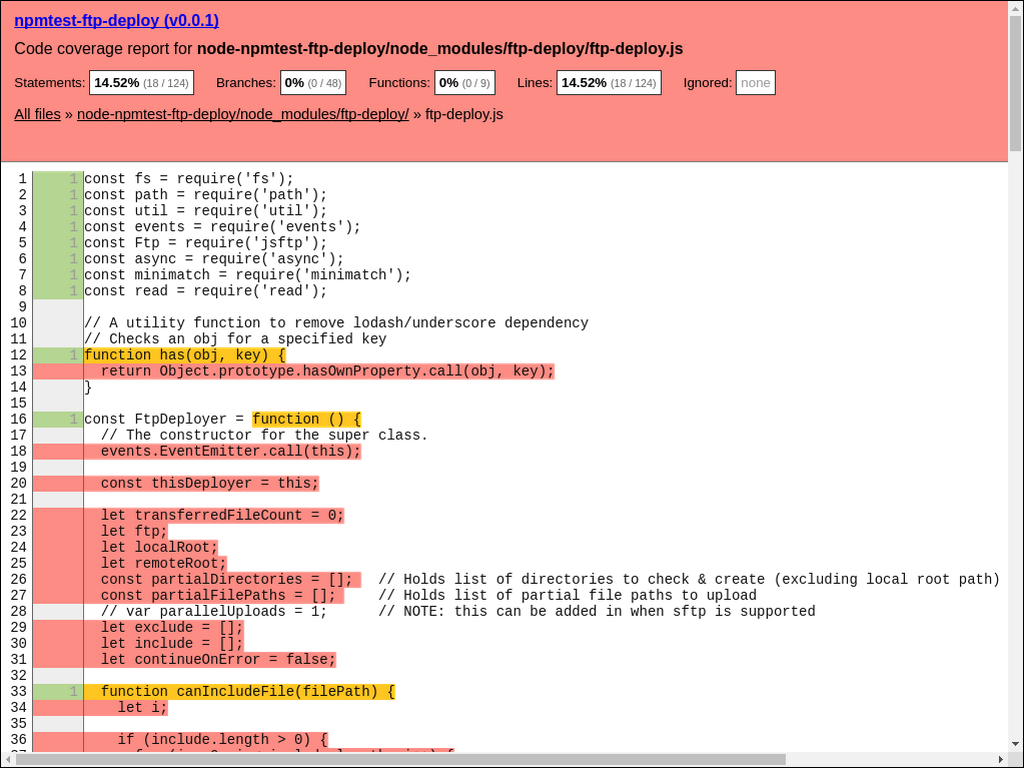 npmtest-ftp-deploy (v0.0.1)
Code coverage report for node-npmtest-ftp-deploy/node_modules/ftp-deploy/ftp-deploy.js
Statements: 14.52% (18 / 124) Branches: 0% (0 / 48) Functions: 0% (0 / 9) Lines: 14.52% (18 / 124) Ignored: none
All files » node-npmtest-ftp-deploy/node_modules/ftp-deploy/ » ftp-deploy.js
1 1 const fs = require('fs');
2 1 const path = require('path');
3 1 const util = require('util');
4 1 const events = require('events');
5 1 const Ftp = require('jsftp');
6 1 const async = require('async');
7 1 const minimatch = require('minimatch');
8 1 const read = require('read');
9
10 // A utility function to remove lodash/underscore dependency
11 // Checks an obj for a specified key
12 1 function has(obj, key) {
13 return Object.prototype.hasOwnProperty.call(obj, key);
14 }
15
16 1 const FtpDeployer = function () {
17 // The constructor for the super class.
18 events.EventEmitter.call(this);
19
20 const thisDeployer = this;
21
22 let transferredFileCount = 0;
23 let ftp;
24 let localRoot;
25 let remoteRoot;
26 const partialDirectories = []; // Holds list of directories to check & create (excluding local root path)
27 const partialFilePaths = []; // Holds list of partial file paths to upload
28 // var parallelUploads = 1; // NOTE: this can be added in when sftp is supported
29 let exclude = [];
30 let include = [];
31 let continueOnError = false;
32
33 1 function canIncludeFile(filePath) {
34 let i;
35
36 if (include.length > 0) {